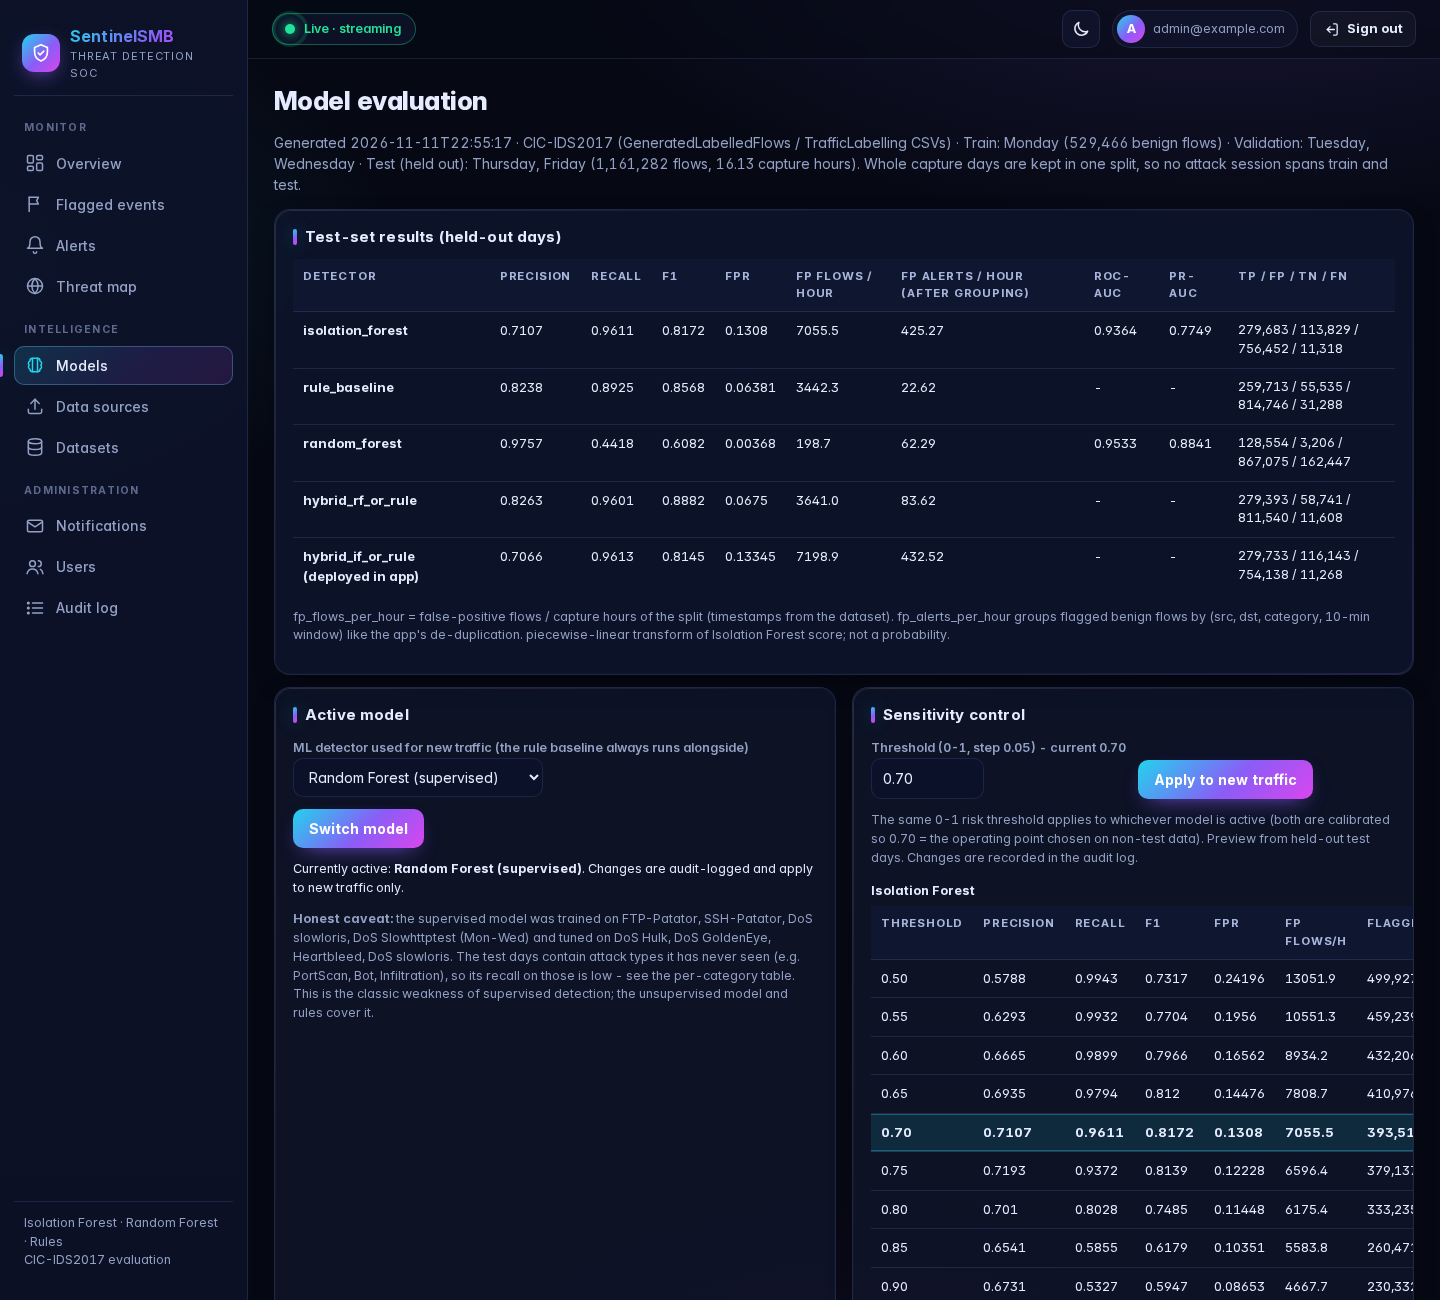 SentinelSMB
THREAT DETECTION
SOC
MONITOR
Overview
Flagged events
Alerts
Threat map
INTELLIGENCE
Models
Data sources
Datasets
ADMINISTRATION
Notifications
Users
Audit log
Isolation Forest · Random Forest
· Rules
CIC-IDS2017 evaluation
Live · streaming
A
admin@example.com
Sign out
Model evaluation
Generated 2026-11-11T22:55:17 · CIC-IDS2017 (GeneratedLabelledFlows / TrafficLabelling CSVs) · Train: Monday (529,466 benign flows) · Validation: Tuesday,
Wednesday · Test (held out): Thursday, Friday (1,161,282 flows, 16.13 capture hours). Whole capture days are kept in one split, so no attack session spans train and
test.
Test-set results (held-out days)
DETECTOR PRECISION RECALL F1 FPR FP FLOWS / HOUR FP ALERTS / HOUR (AFTER GROUPING) ROC-AUC PR-AUC TP / FP / TN / FN
isolation_forest 0.7107 0.9611 0.8172 0.1308 7055.5 425.27 0.9364 0.7749 279,683 / 113,829 / 756,452 / 11,318
rule_baseline 0.8238 0.8925 0.8568 0.06381 3442.3 22.62 - - 259,713 / 55,535 / 814,746 / 31,288
random_forest 0.9757 0.4418 0.6082 0.00368 198.7 62.29 0.9533 0.8841 128,554 / 3,206 / 867,075 / 162,447
hybrid_rf_or_rule 0.8263 0.9601 0.8882 0.0675 3641.0 83.62 - - 279,393 / 58,741 / 811,540 / 11,608
hybrid_if_or_rule (deployed in app) 0.7066 0.9613 0.8145 0.13345 7198.9 432.52 - - 279,733 / 116,143 / 754,138 / 11,268
fp_flows_per_hour = false-positive flows / capture hours of the split (timestamps from the dataset). fp_alerts_per_hour groups flagged benign flows by (src, dst, category, 10-min
window) like the app's de-duplication. piecewise-linear transform of Isolation Forest score; not a probability.
Active model
ML detector used for new traffic (the rule baseline always runs alongside)
Random Forest (supervised)
Switch model
Currently active: Random Forest (supervised). Changes are audit-logged and apply
to new traffic only.
Honest caveat: the supervised model was trained on FTP-Patator, SSH-Patator, DoS
slowloris, DoS Slowhttptest (Mon-Wed) and tuned on DoS Hulk, DoS GoldenEye,
Heartbleed, DoS slowloris. The test days contain attack types it has never seen (e.g.
PortScan, Bot, Infiltration), so its recall on those is low - see the per-category table.
This is the classic weakness of supervised detection; the unsupervised model and
rules cover it.
Sensitivity control
Threshold (0-1, step 0.05) - current 0.70
0.70
Apply to new traffic
The same 0-1 risk threshold applies to whichever model is active (both are calibrated
so 0.70 = the operating point chosen on non-test data). Preview from held-out test
days. Changes are recorded in the audit log.
Isolation Forest
THRESHOLD PRECISION RECALL F1 FPR FP FLOWS/H
0.50 0.5788 0.9943 0.7317 0.24196 13051.9 499,927
0.55 0.6293 0.9932 0.7704 0.1956 10551.3 459,239
0.60 0.6665 0.9899 0.7966 0.16562 8934.2 432,206
0.65 0.6935 0.9794 0.812 0.14476 7808.7 410,976
0.70 0.7107 0.9611 0.8172 0.1308 7055.5 393,51
0.75 0.7193 0.9372 0.8139 0.12228 6596.4 379,137
0.80 0.701 0.8028 0.7485 0.11448 6175.4 333,235
0.85 0.6541 0.5855 0.6179 0.10351 5583.8 260,471
0.90 0.6731 0.5327 0.5947 0.08653 4667.7 230,332